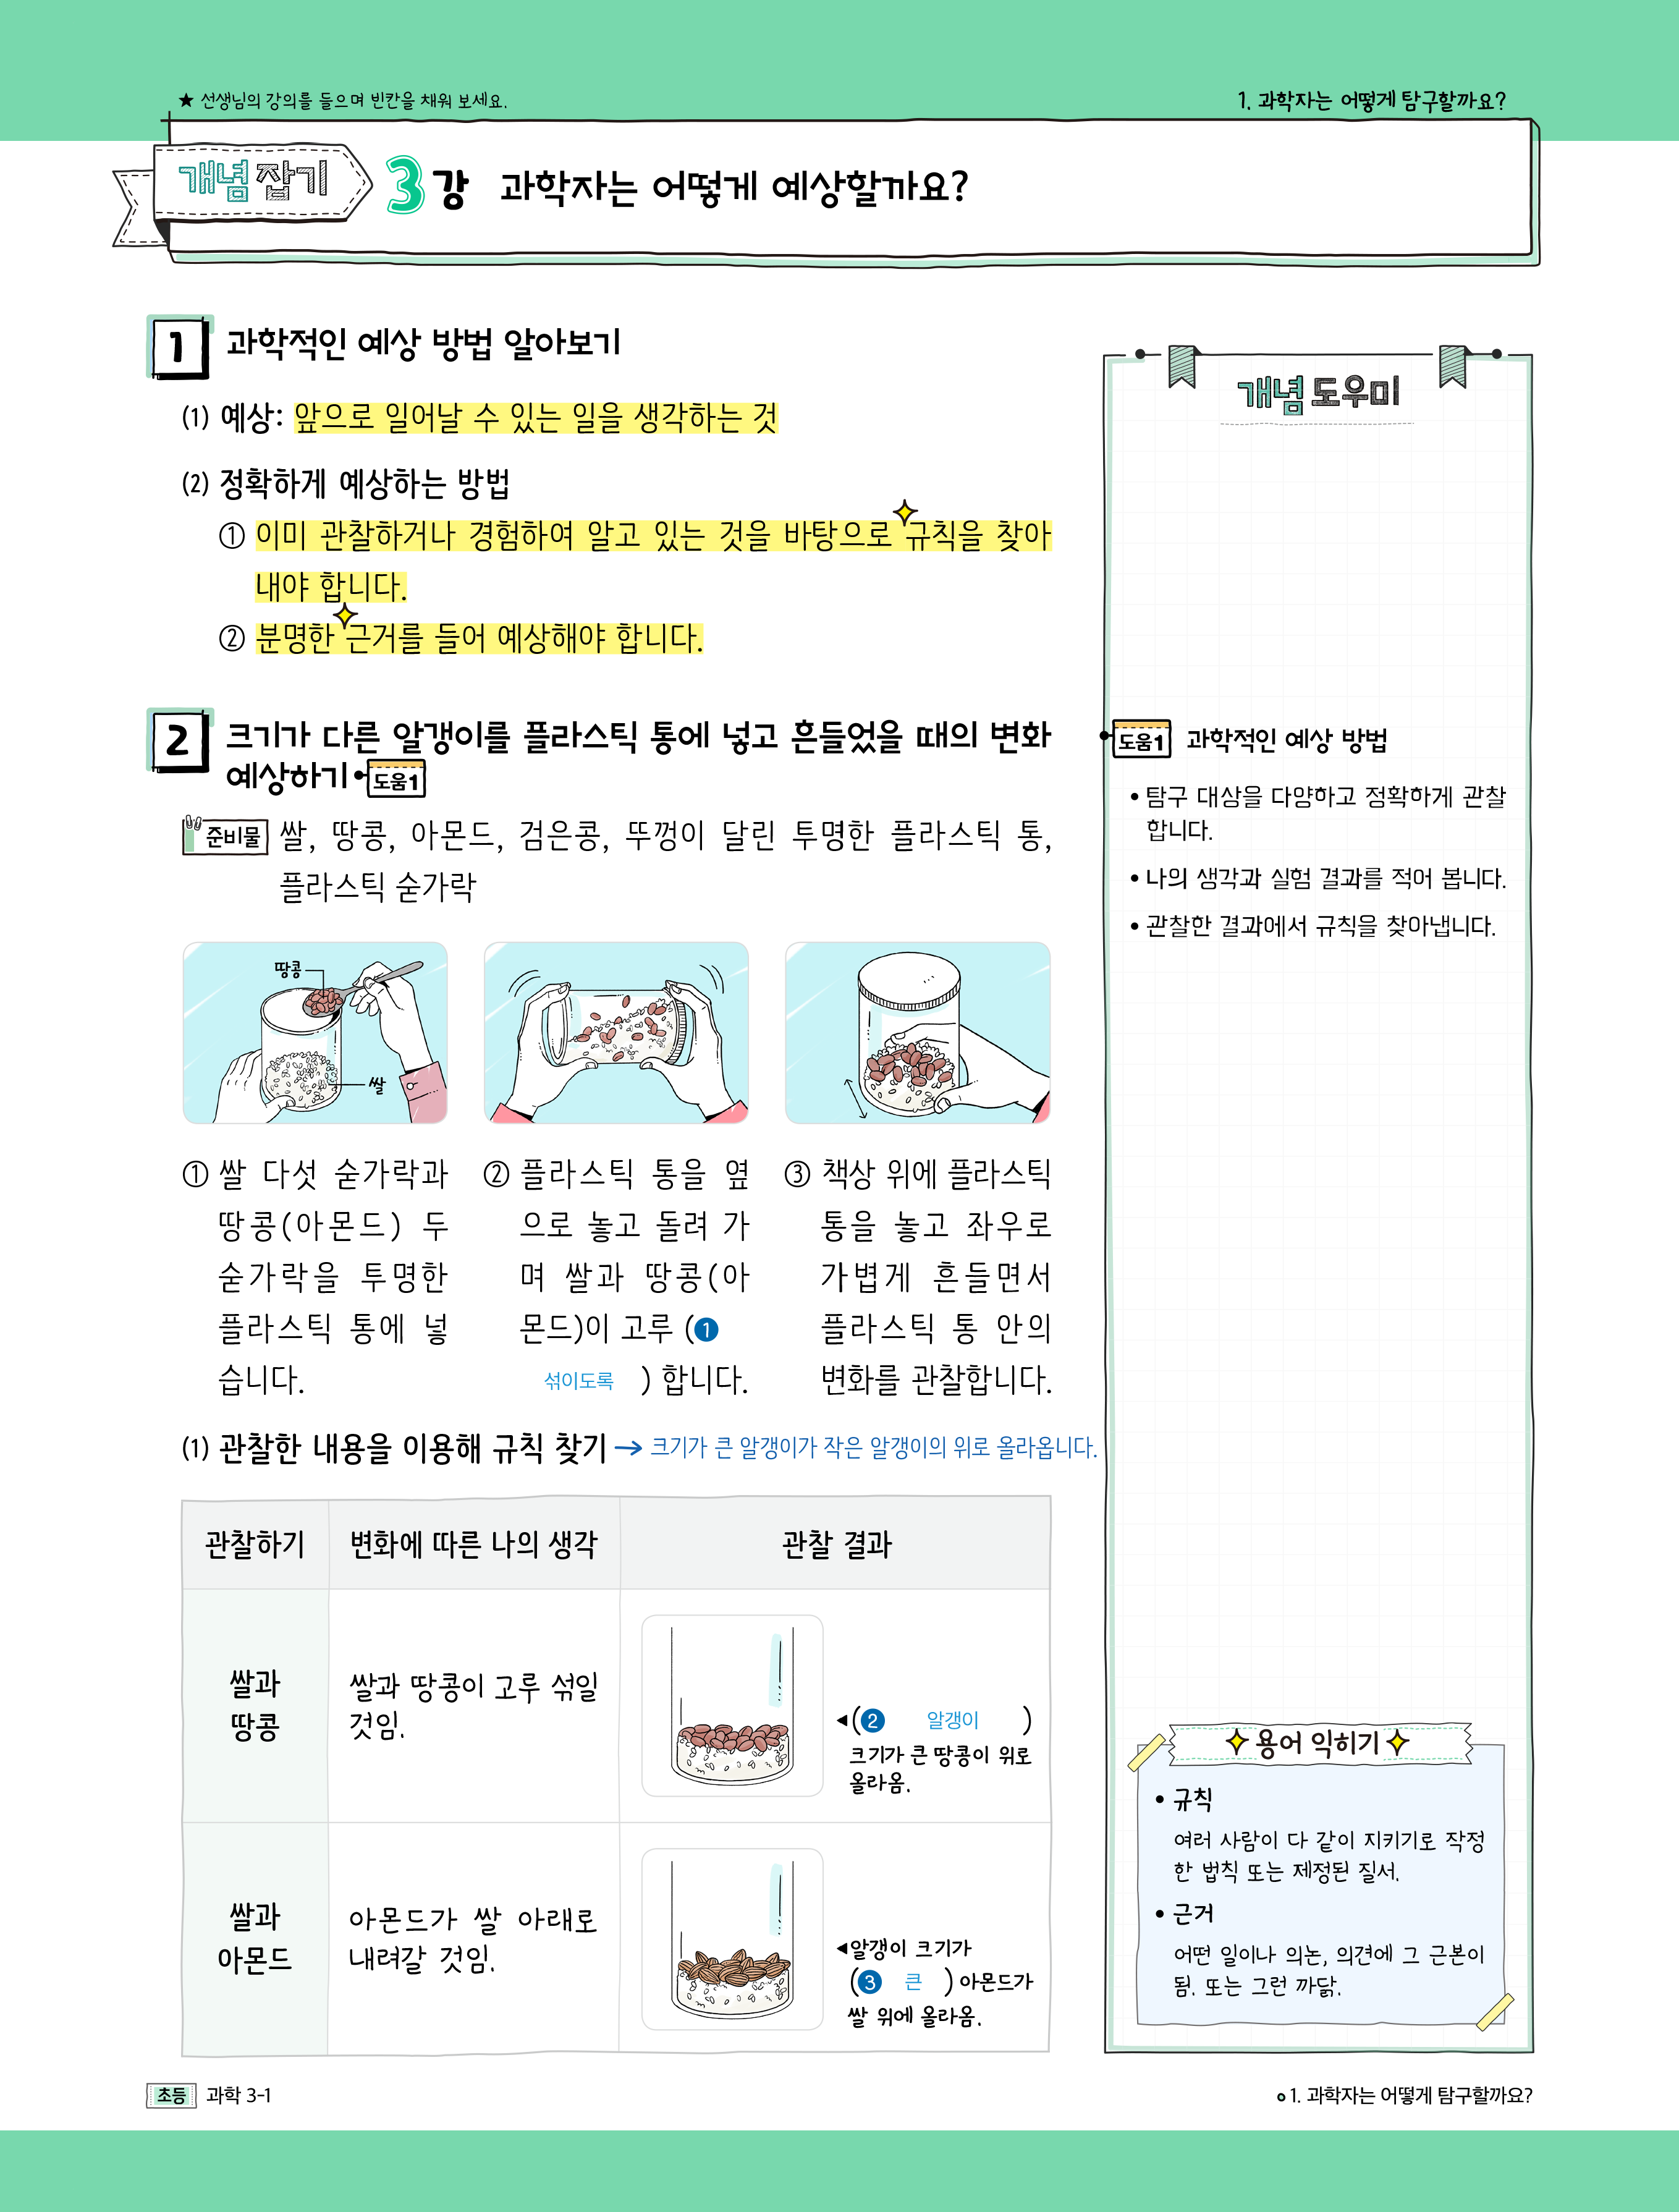 ★ 선생님의 강의를 들으며 빈칸을 채워 보세요.
1. 과학자는 어떻게 탐구할까요?
개념 잡기
3강 과학자는 어떻게 예상할까요?
1 과학적인 예상 방법 알아보기
(1) 예상: 앞으로 일어날 수 있는 일을 생각하는 것
(2) 정확하게 예상하는 방법
① 이미 관찰하거나 경험하여 알고 있는 것을 바탕으로 규칙을 찾아
내야 합니다.
② 분명한 근거를 들어 예상해야 합니다.
2 크기가 다른 알갱이를 플라스틱 통에 넣고 흔들었을 때의 변화
예상하기 도움1
준비물 쌀, 땅콩, 아몬드, 검은콩, 뚜껑이 달린 투명한 플라스틱 통,
플라스틱 숟가락
땅콩
쌀
① 쌀 다섯 숟가락과
땅콩(아몬드) 두
숟가락을 투명한
플라스틱 통에 넣
습니다.
② 플라스틱 통을 옆
으로 놓고 돌려 가
며 쌀과 땅콩(아
몬드)이 고루 (1
섞이도록 ) 합니다.
③ 책상 위에 플라스틱
통을 놓고 좌우로
가볍게 흔들면서
플라스틱 통 안의
변화를 관찰합니다.
(1) 관찰한 내용을 이용해 규칙 찾기 → 크기가 큰 알갱이가 작은 알갱이의 위로 올라옵니다.
관찰하기 변화에 따른 나의 생각 관찰 결과
쌀과
땅콩
쌀과 땅콩이 고루 섞일
것임.
◀(2 알갱이 )
크기가 큰 땅콩이 위로
올라옴.
쌀과
아몬드
아몬드가 쌀 아래로
내려갈 것임.
◀알갱이 크기가
(3 큰 ) 아몬드가
쌀 위에 올라옴.
개념 도우미
도움1 과학적인 예상 방법
• 탐구 대상을 다양하고 정확하게 관찰
합니다.
• 나의 생각과 실험 결과를 적어 봅니다.
• 관찰한 결과에서 규칙을 찾아냅니다.
용어 익히기
• 규칙
여러 사람이 다 같이 지키기로 작정
한 법칙 또는 제정된 질서.
• 근거
어떤 일이나 의논, 의견에 그 근본이
됨. 또는 그런 까닭.
초등 과학 3-1
1. 과학자는 어떻게 탐구할까요?